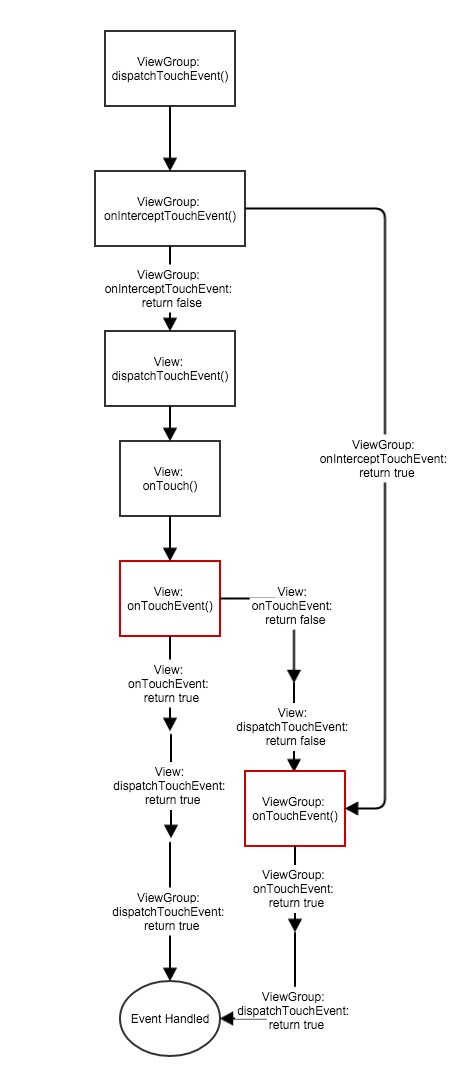 ViewGroup:
dispatchTouchEvent()
ViewGroup:
onInterceptTouchEvent()
ViewGroup:
onInterceptTouchEvent:
return false
View:
dispatchTouchEvent()
ViewGroup:
onInterceptTouchEvent:
return true
View:
onTouch()
View:
onTouchEvent()
View:
onTouchEvent:
return false
View:
onTouchEvent:
return true
View:
dispatchTouchEvent:
return false
View:
dispatchTouchEvent:
return true
ViewGroup:
onTouchEvent()
ViewGroup:
onTouchEvent:
return true
ViewGroup:
dispatchTouchEvent:
return true
Event Handled
ViewGroup:
dispatchTouchEvent:
return true